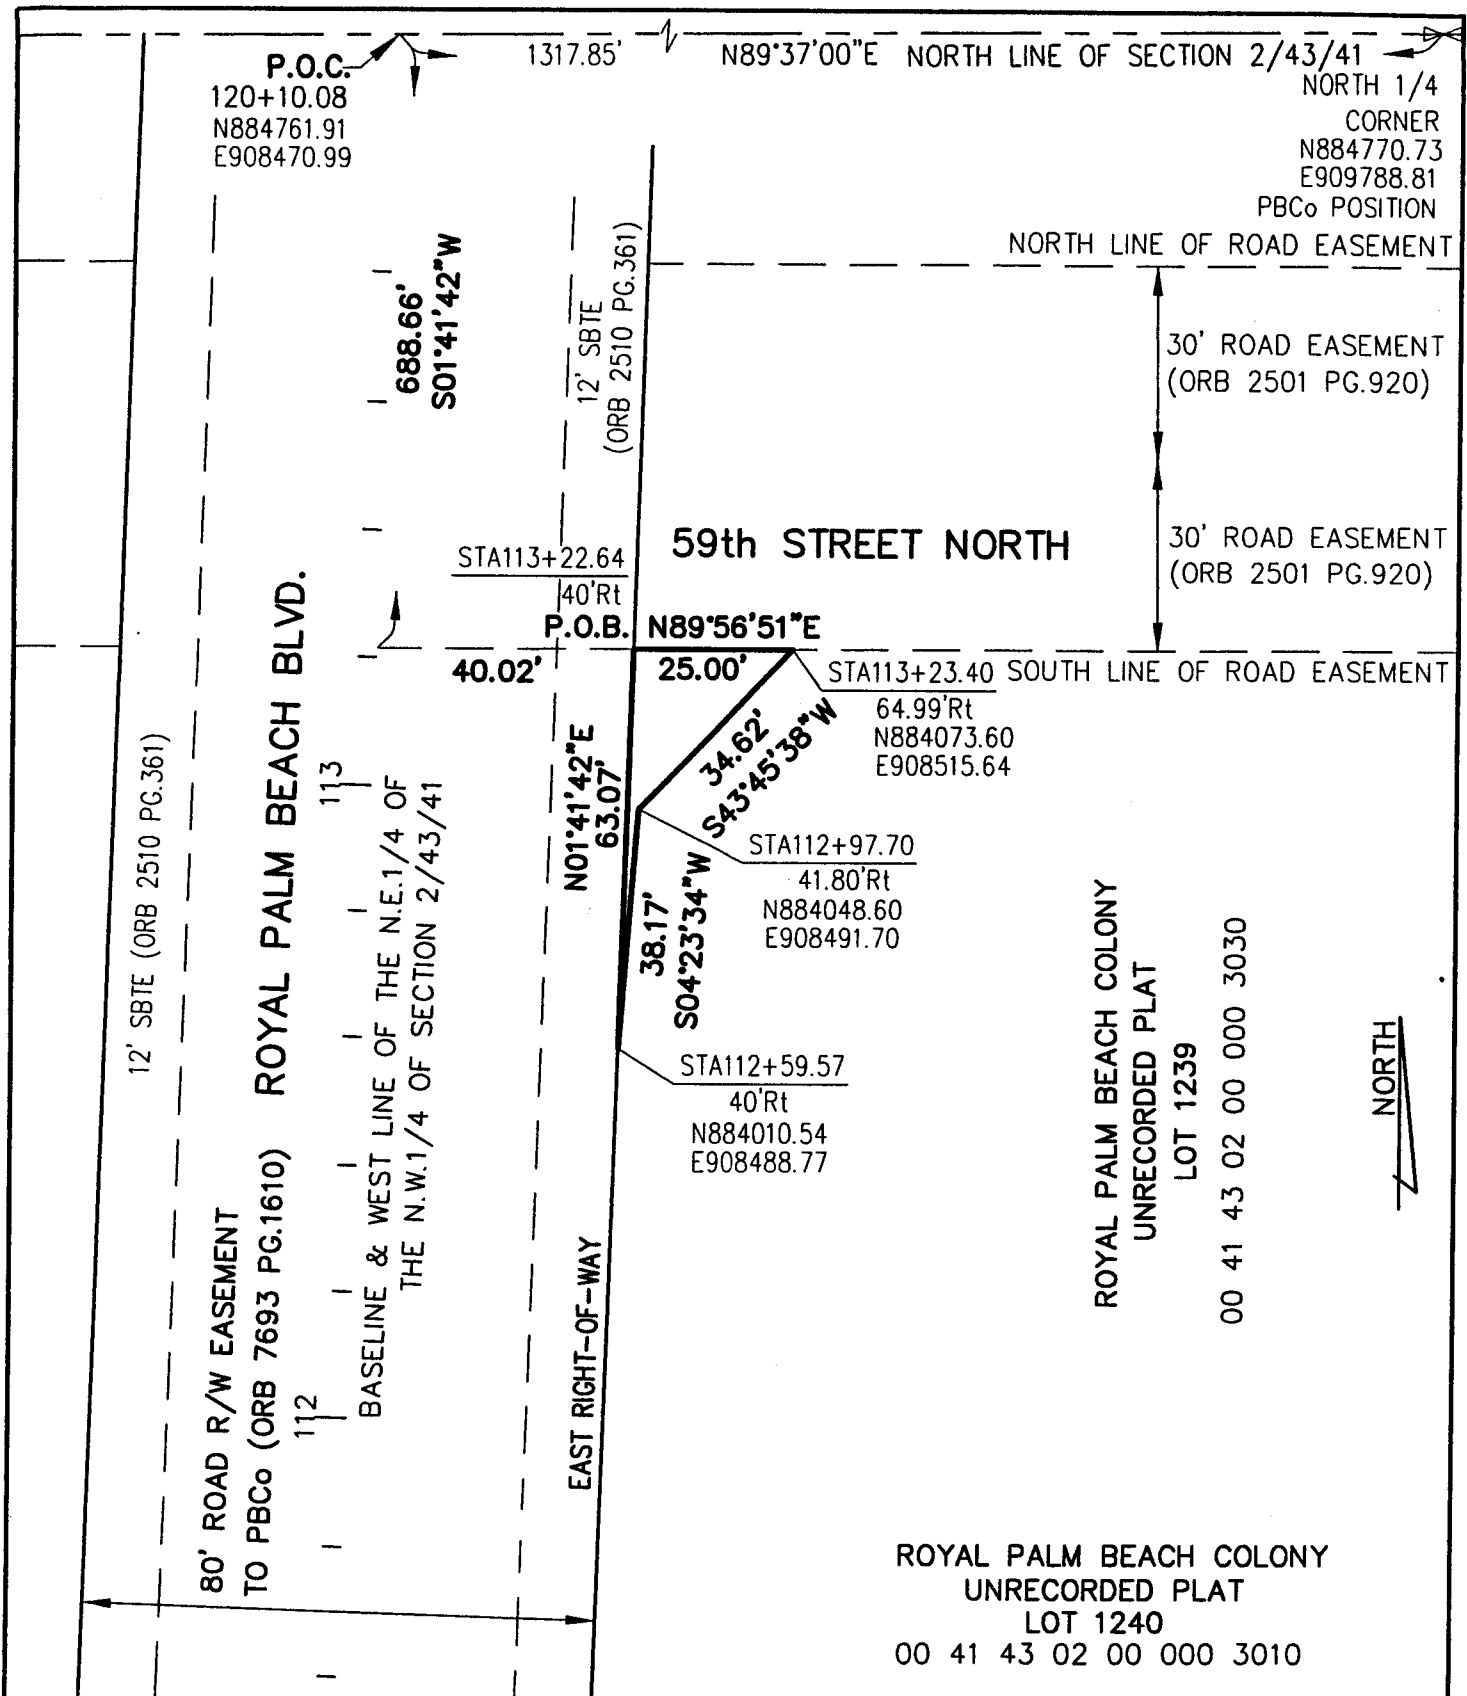 P.O.C.
120+10.08
N884761.91
E908470.99
1317.85'
N89°37'00"E NORTH LINE OF SECTION 2/43/41
NORTH 1/4
CORNER
N884770.73
E909788.81
PBCo POSITION
NORTH LINE OF ROAD EASEMENT
688.66'
S01°41'42"W
12' SBTE
(ORB 2510 PG.361)
30' ROAD EASEMENT
(ORB 2501 PG.920)
59th STREET NORTH
30' ROAD EASEMENT
(ORB 2501 PG.920)
STA113+22.64
40'Rt
P.O.B.
N89°56'51"E
40.02'
25.00'
STA113+23.40
64.99'Rt
N884073.60
E908515.64
SOUTH LINE OF ROAD EASEMENT
34.62'
S43°45'38"W
N01°41'42"E
63.07'
STA112+97.70
41.80'Rt
N884048.60
E908491.70
38.17'
S04°23'34"W
STA112+59.57
40'Rt
N884010.54
E908488.77
12' SBTE (ORB 2510 PG.361)
ROYAL PALM BEACH BLVD.
113
BASELINE & WEST LINE OF THE N.E.1/4 OF
THE N.W.1/4 OF SECTION 2/43/41
112
80' ROAD R/W EASEMENT
TO PBCo (ORB 7693 PG.1610)
EAST RIGHT-OF-WAY
ROYAL PALM BEACH COLONY
UNRECORDED PLAT
LOT 1239
00 41 43 02 00 000 3030
NORTH
ROYAL PALM BEACH COLONY
UNRECORDED PLAT
LOT 1240
00 41 43 02 00 000 3010